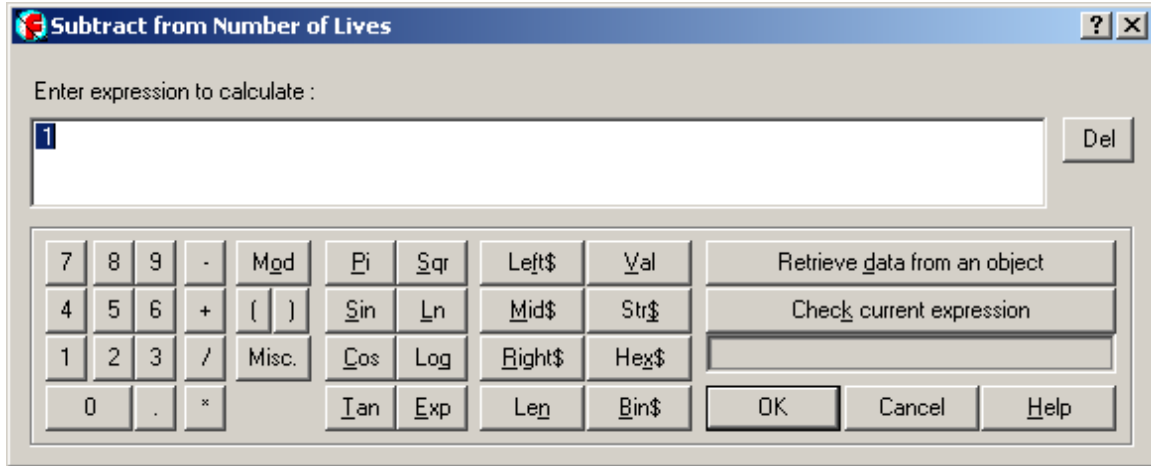 Subtract from Number of Lives ? X
Enter expression to calculate :
1 Del
7 8 9 - Mod Pi Sqr Left$ Val Retrieve data from an object
4 5 6 + ( ) Sin Ln Mid$ Str$ Check current expression
1 2 3 / Misc. Cos Log Right$ Hex$
0 . * Tan Exp Len Bin$ OK Cancel Help